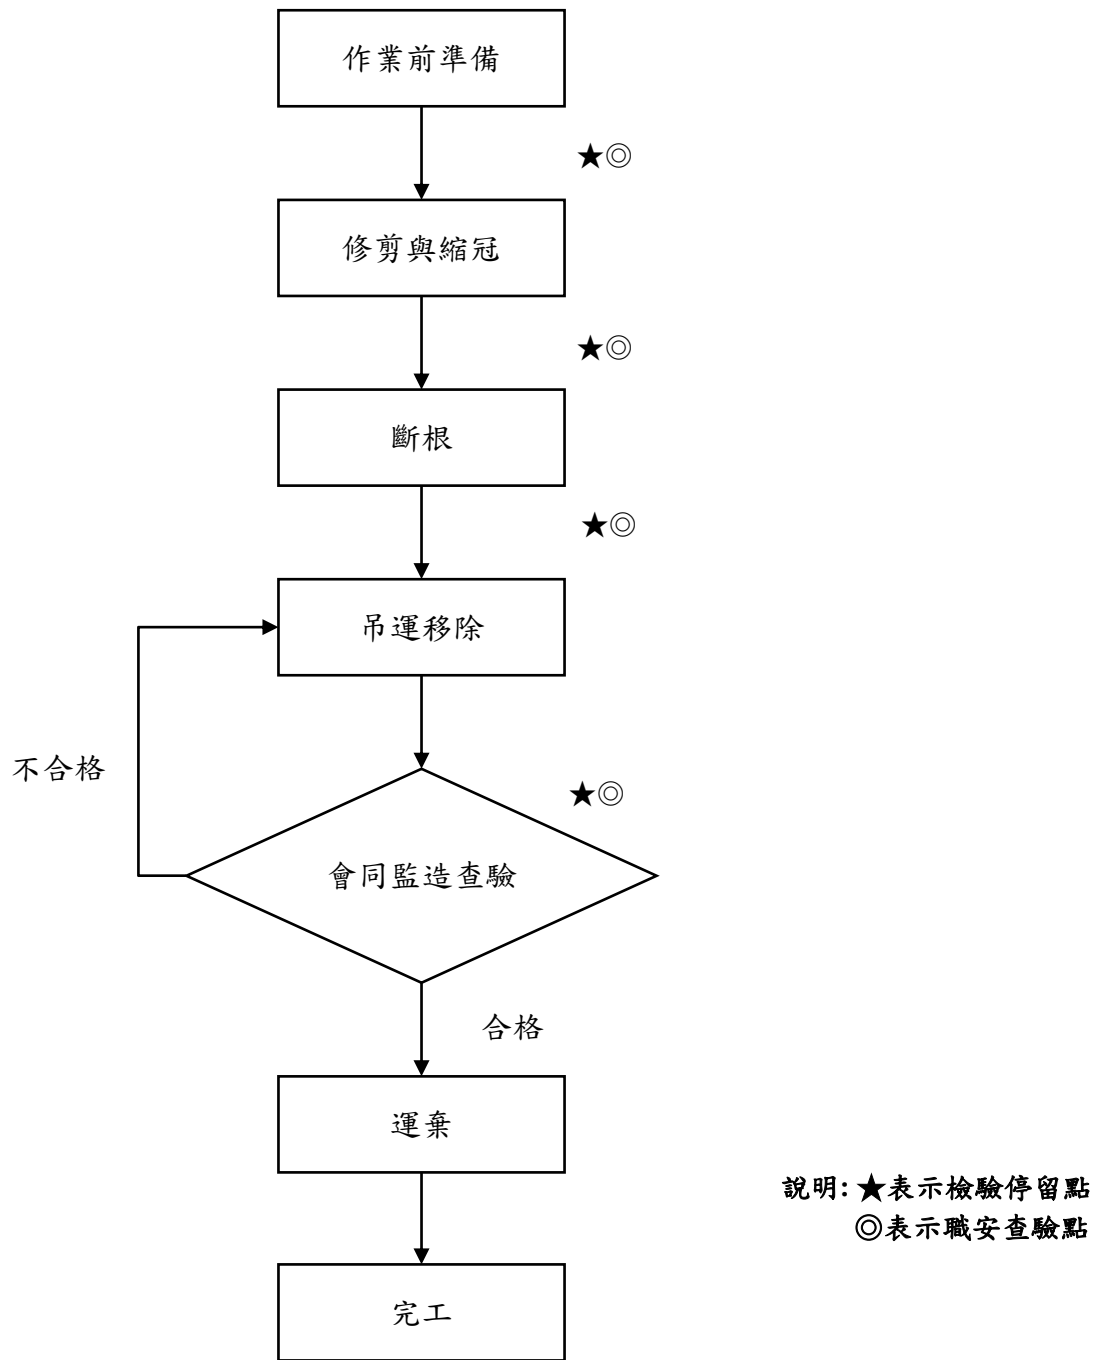 作業前準備
★◎
修剪與縮冠
★◎
斷根
★◎
吊運移除
不合格
★◎
會同監造查驗
合格
運棄
說明:★表示檢驗停留點
◎表示職安查驗點
完工